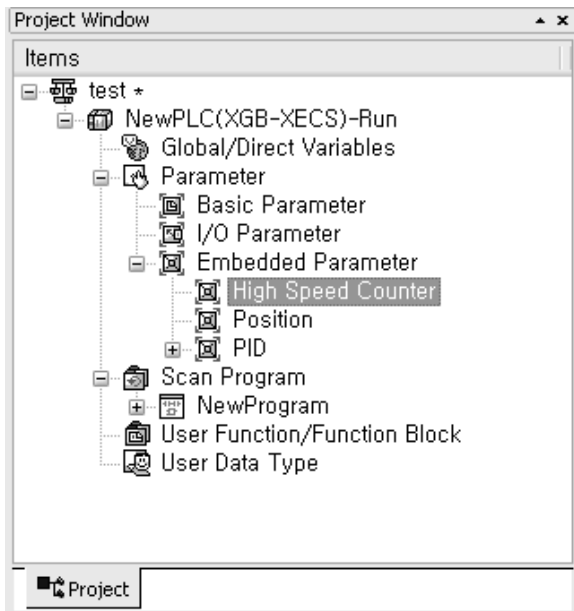 Project Window
Items
test *
NewPLC(XGB-XECS)-Run
Global/Direct Variables
Parameter
Basic Parameter
I/O Parameter
Embedded Parameter
High Speed Counter
Position
PID
Scan Program
NewProgram
User Function/Function Block
User Data Type
Project